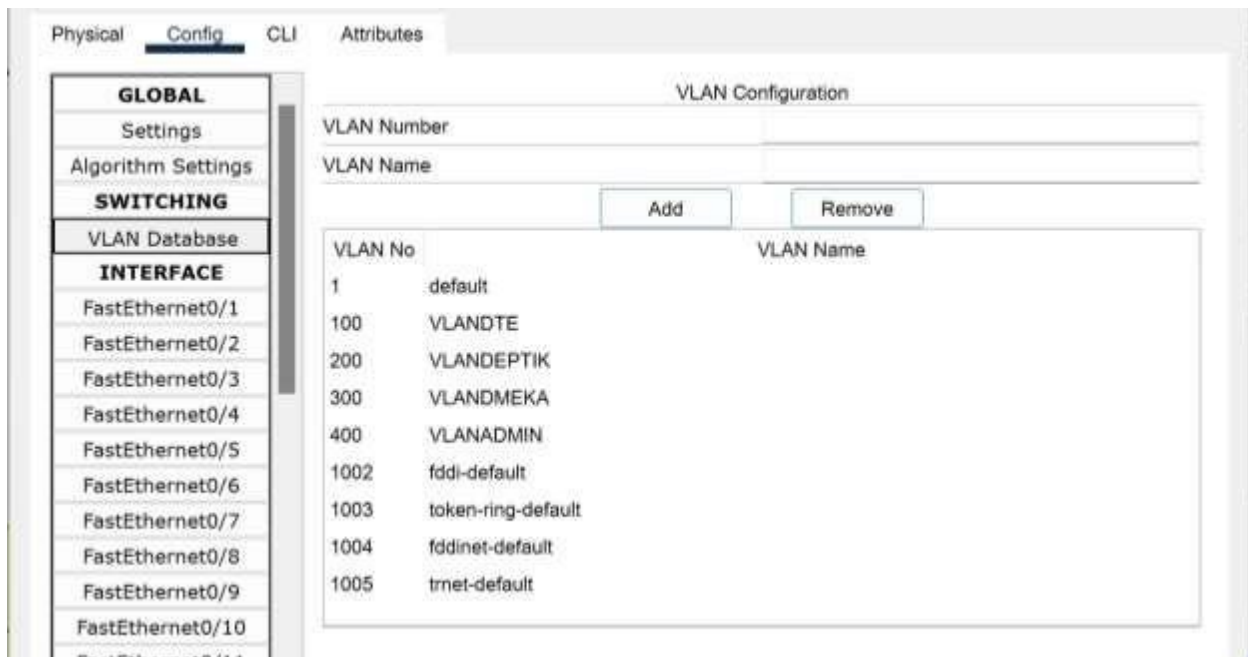 Physical Config CLI Attributes
GLOBAL
Settings
Algorithm Settings
SWITCHING
VLAN Database
INTERFACE
FastEthernet0/1
FastEthernet0/2
FastEthernet0/3
FastEthernet0/4
FastEthernet0/5
FastEthernet0/6
FastEthernet0/7
FastEthernet0/8
FastEthernet0/9
FastEthernet0/10
VLAN Configuration
VLAN Number
VLAN Name
Add Remove
VLAN No VLAN Name
1 default
100 VLANDTE
200 VLANDEPTIK
300 VLANDMEKA
400 VLANADMIN
1002 fddi-default
1003 token-ring-default
1004 fddinet-default
1005 trnet-default